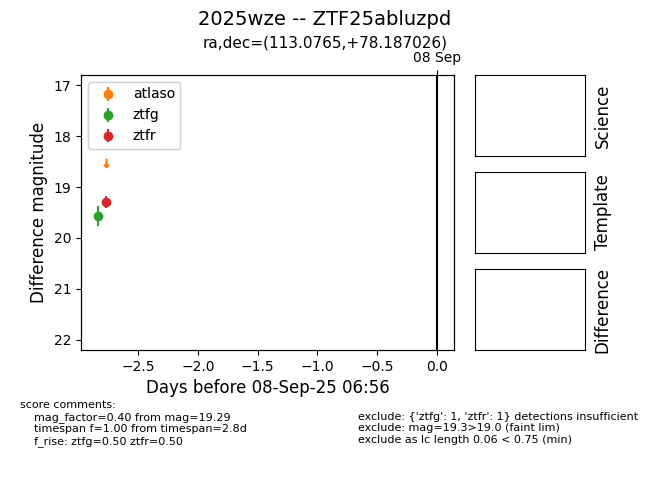 2025wze -- ZTF25abluzpd
ra,dec=(113.0765,+78.187026)
08 Sep
atlaso
ztfg
ztfr
17
18
19
20
21
22
Difference magnitude
−2.5
−2.0
−1.5
−1.0
−0.5
0.0
Days before 08-Sep-25 06:56
Science
Template
Difference
score comments:
mag_factor=0.40 from mag=19.29
timespan f=1.00 from timespan=2.8d
f_rise: ztfg=0.50 ztfr=0.50
exclude: {'ztfg': 1, 'ztfr': 1} detections insufficient
exclude: mag=19.3>19.0 (faint lim)
exclude as lc length 0.06 < 0.75 (min)